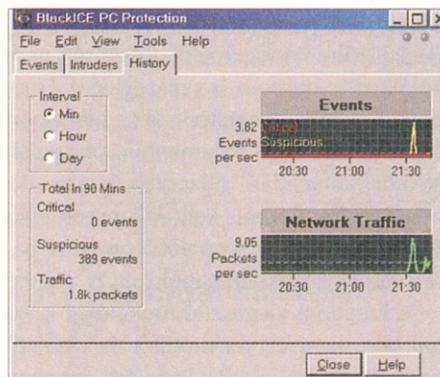 BlackICE PC Protection
File Edit View Tools Help
Events Intruders History
Interval
Min
Hour
Day
Total In 90 Mins
Critical
0 events
Suspicious
389 events
Traffic
1.8k packets
Events
3.82 Critical
Events Suspicious
per sec
20:30 21:00 21:30
Network Traffic
9.05
Packets
per sec
20:30 21:00 21:30
Close Help